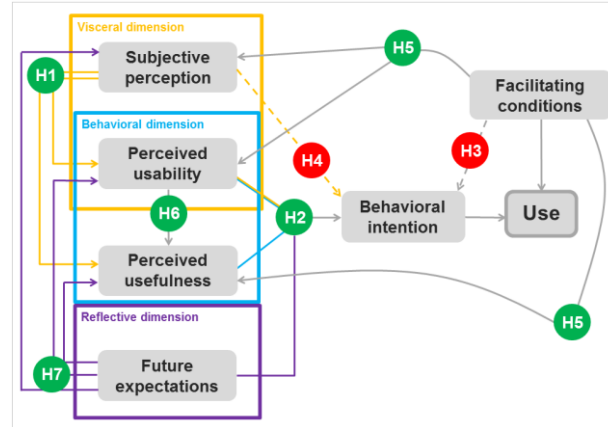 Visceral dimension
Subjective
perception
H1
H5
Facilitating
conditions
Behavioral dimension
Perceived
usability
H4
H3
H6
H2
Behavioral
intention
Use
Perceived
usefulness
H5
Reflective dimension
Future
expectations
H7